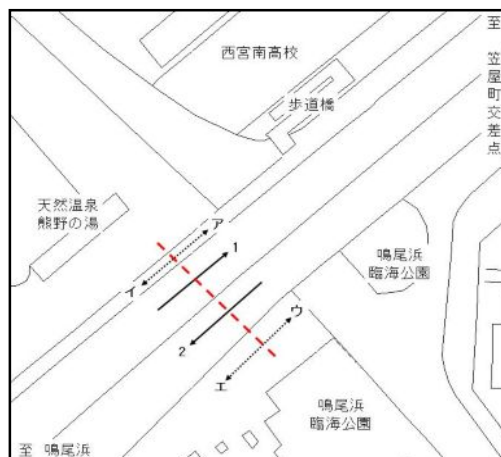 西宮南高校
至 笠屋町交差点
歩道橋
天然温泉
熊野の湯
ア
1
イ
鳴尾浜
臨海公園
ウ
2
エ
鳴尾浜
臨海公園
至 鳴尾浜